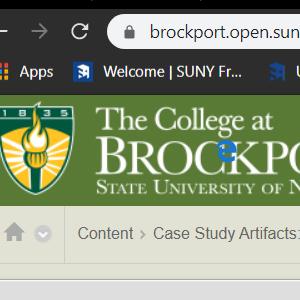 brockport.open.sun
Apps Welcome | SUNY Fr...
1835
The College at
BROCKPO
STATE UNIVERSITY OF N
Content > Case Study Artifacts: